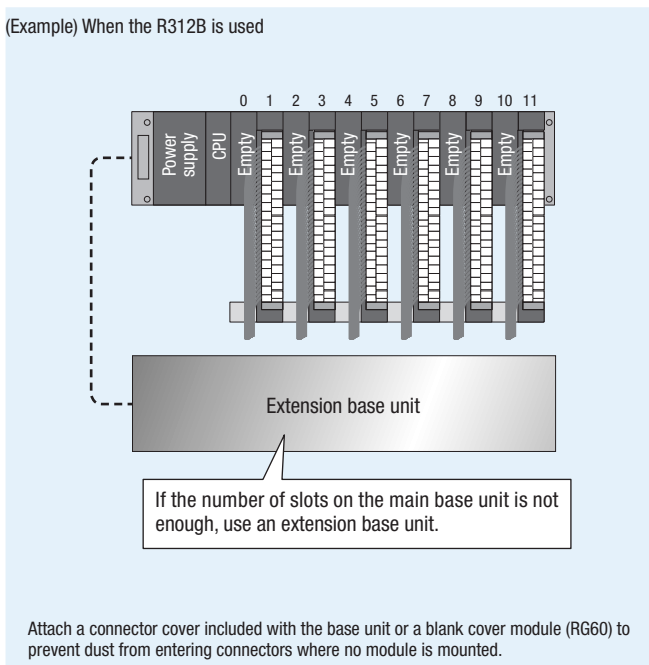 (Example) When the R312B is used
0 1 2 3 4 5 6 7 8 9 10 11
Power
supply
CPU
Empty
Empty
Empty
Empty
Empty
Empty
Extension base unit
If the number of slots on the main base unit is not
enough, use an extension base unit.
Attach a connector cover included with the base unit or a blank cover module (RG60) to
prevent dust from entering connectors where no module is mounted.